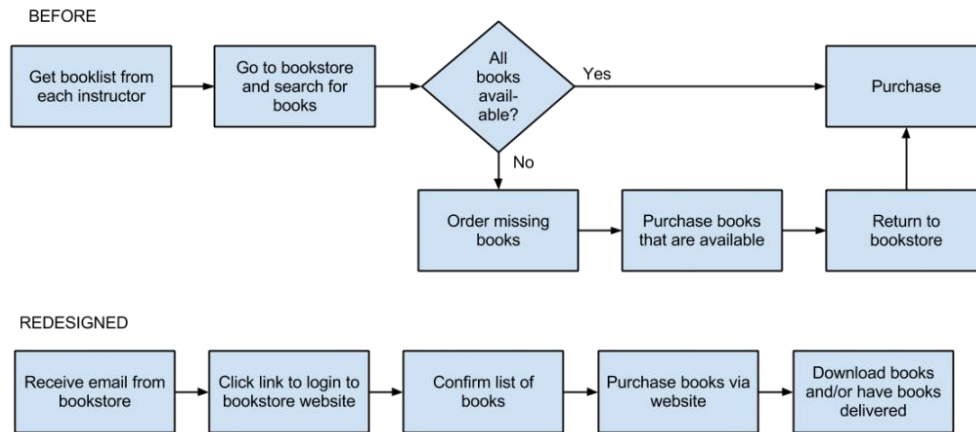 BEFORE
Get booklist from
each instructor
Go to bookstore
and search for
books
All
books
avail-
able?
Yes
Purchase
No
Order missing
books
Purchase books
that are available
Return to
bookstore
REDESIGNED
Receive email from
bookstore
Click link to login to
bookstore website
Confirm list of
books
Purchase books via
website
Download books
and/or have books
delivered